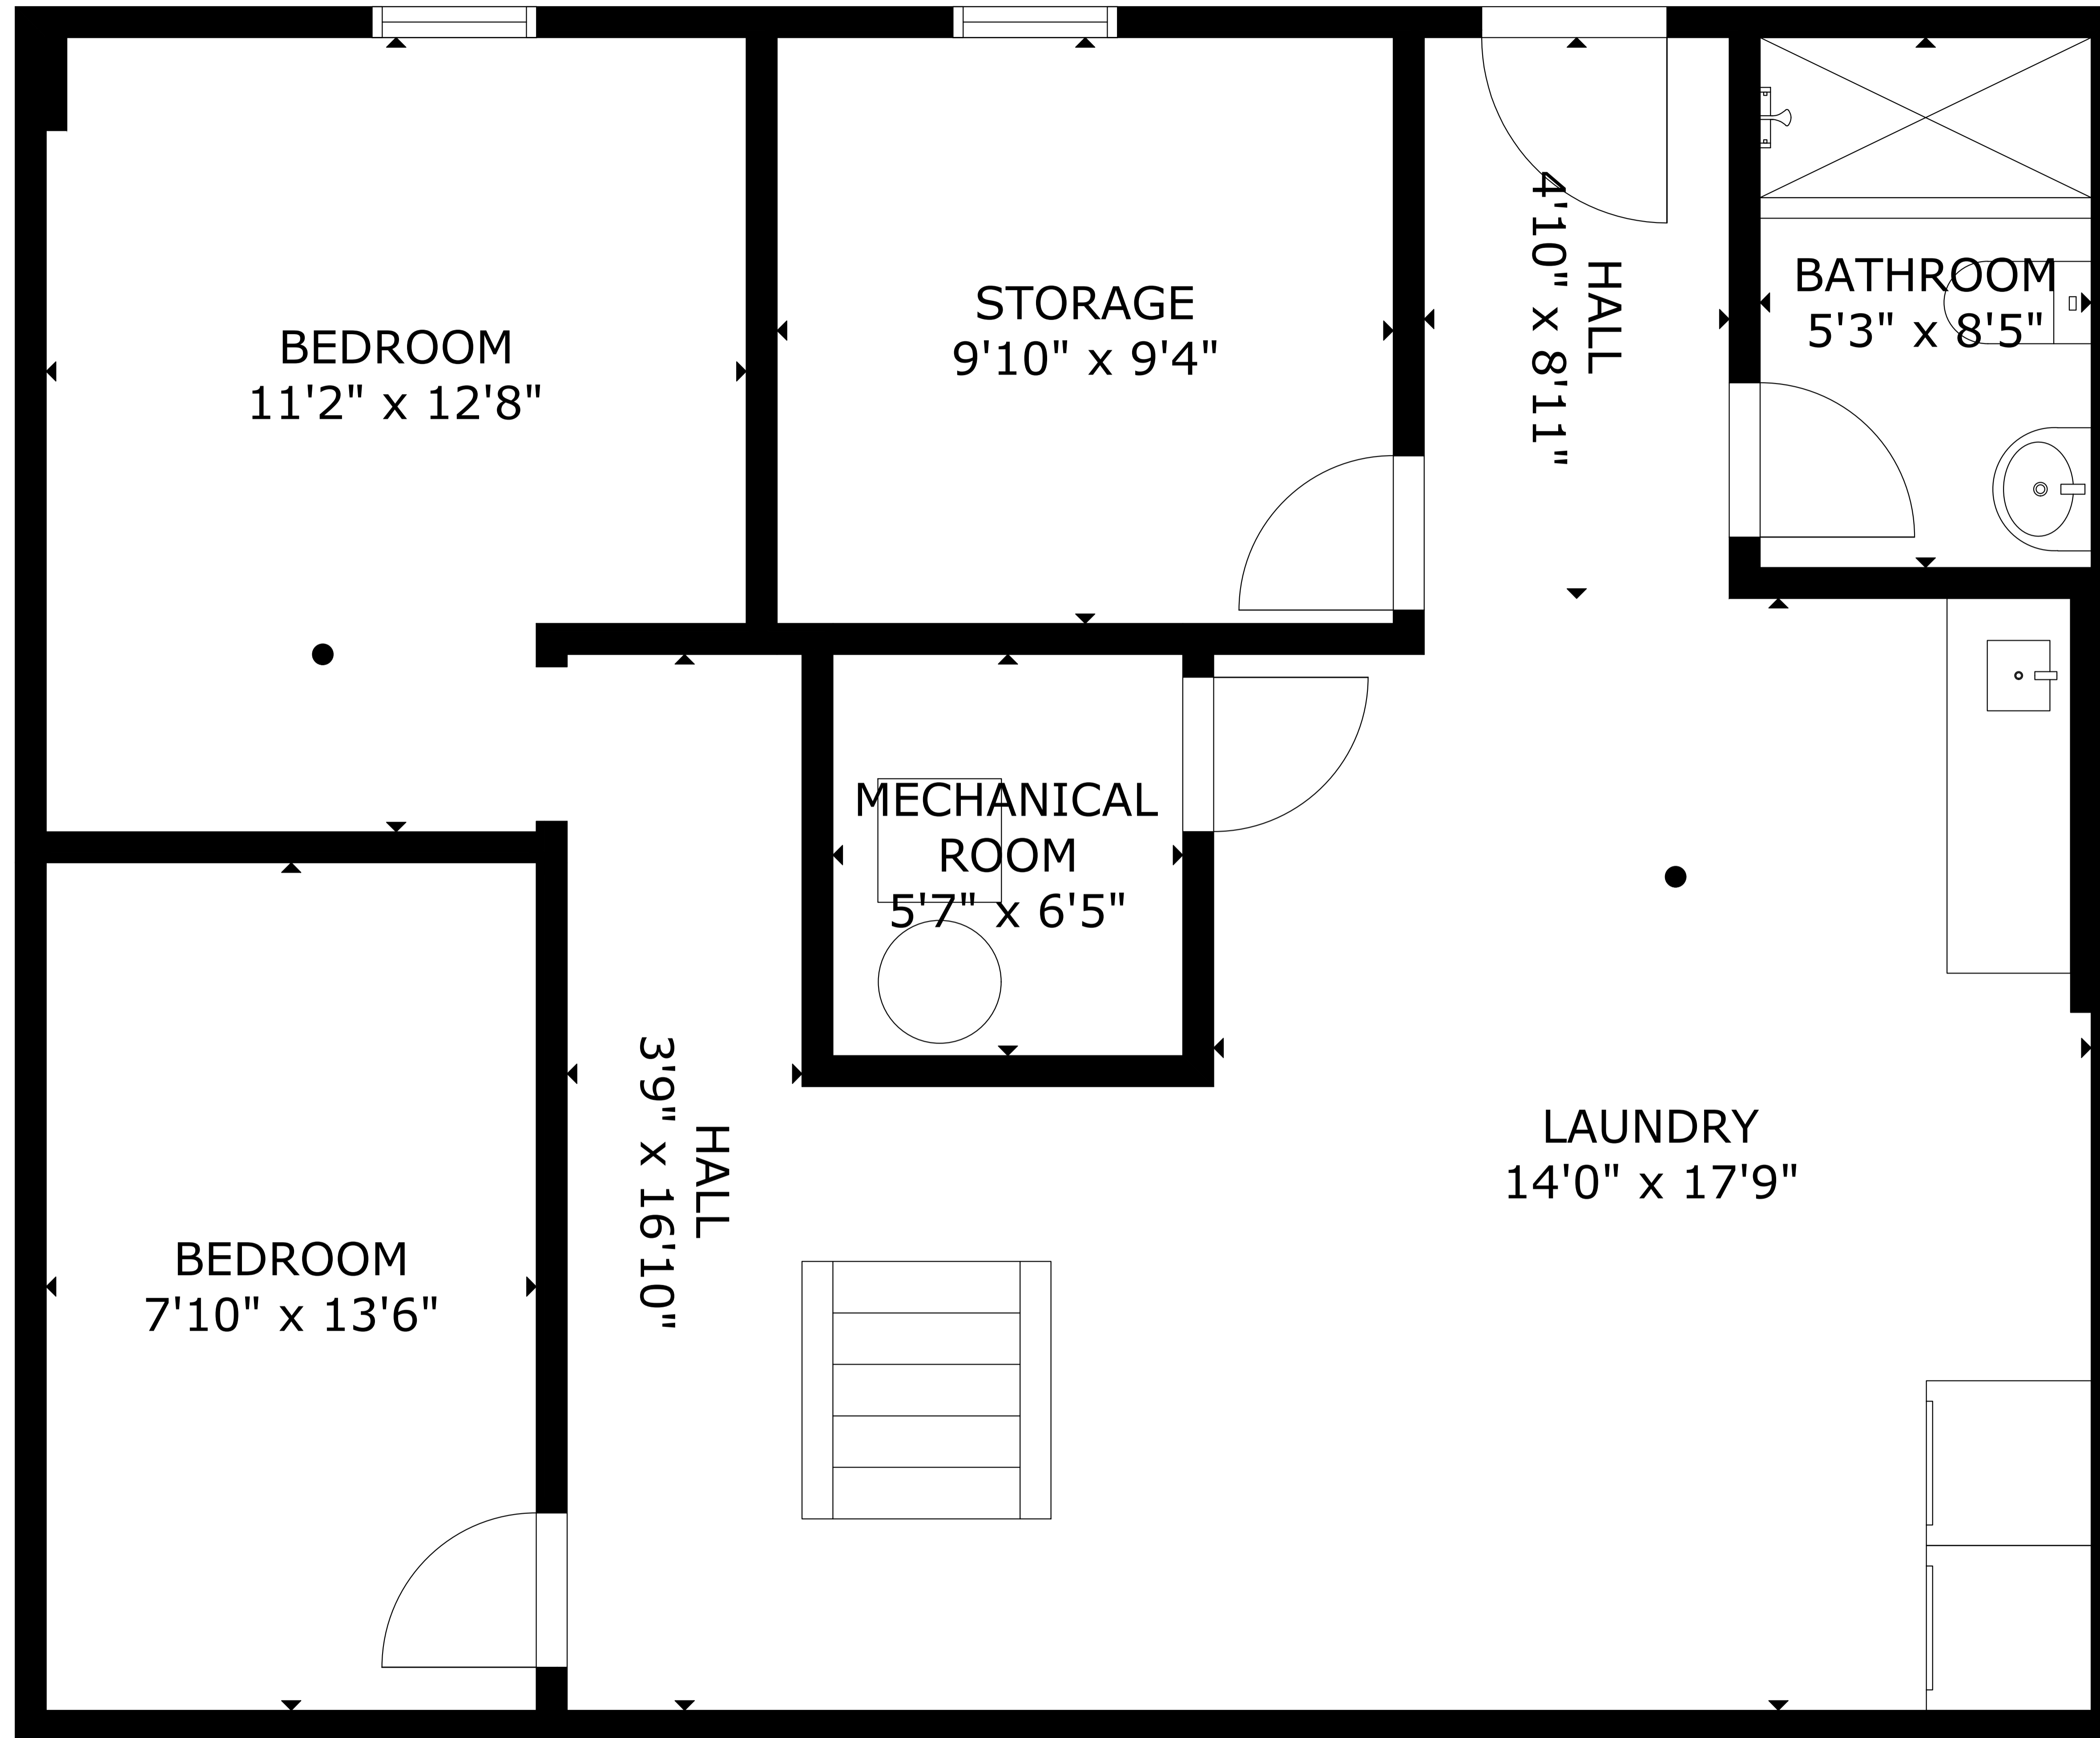 BEDROOM
11'2" x 12'8"
STORAGE
9'10" x 9'4"
HALL
4'10" x 8'11"
BATHROOM
5'3" x 8'5"
MECHANICAL
ROOM
5'7" x 6'5"
HALL
3'9" x 16'10"
LAUNDRY
14'0" x 17'9"
BEDROOM
7'10" x 13'6"